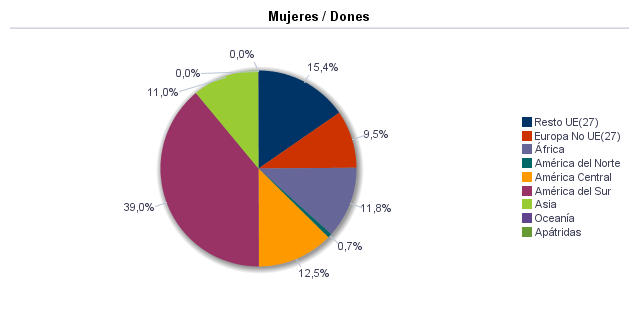 Mujeres / Dones
0,0%
0,0%
15,4%
11,0%
9,5%
39,0%
11,8%
0,7%
12,5%
Resto UE(27)
Europa No UE(27)
África
América del Norte
América Central
América del Sur
Asia
Oceanía
Apátridas